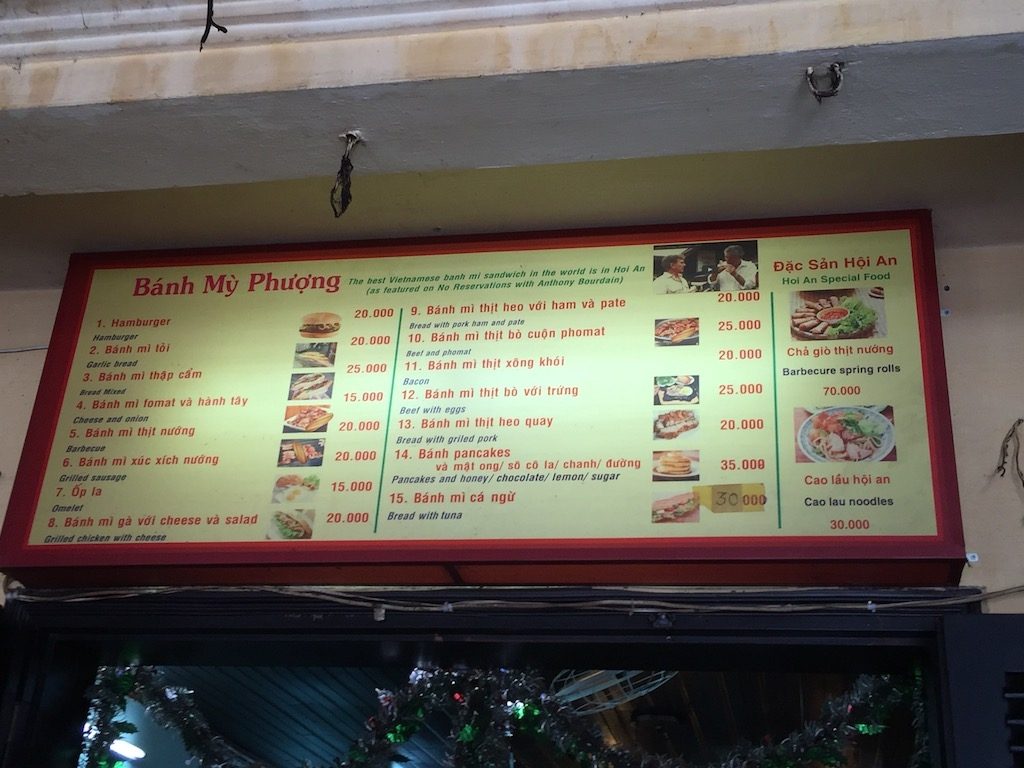 Bánh Mỳ Phượng
The best Vietnamese banh mi sandwich in the world is in Hoi An
(as featured on No Reservations with Anthony Bourdain)
1. Hamburger 20.000
Hamburger
2. Bánh mì tỏi 20.000
Garlic bread
3. Bánh mì thập cẩm 25.000
Bread Mixed
4. Bánh mì fomat và hành tây 15.000
Cheese and onion
5. Bánh mì thịt nướng 20.000
Barbecue
6. Bánh mì xúc xích nướng 20.000
Grilled sausage
7. Ốp la 15.000
Omelet
8. Bánh mì gà với cheese và salad 20.000
Grilled chicken with cheese
9. Bánh mì thịt heo với ham và pate 20.000
Bread with pork ham and pate
10. Bánh mì thịt bò cuộn phomat 25.000
Beef and phomat
11. Bánh mì thịt xông khói 20.000
Bacon
12. Bánh mì thịt bò với trứng 25.000
Beef with eggs
13. Bánh mì thịt heo quay 20.000
Bread with griled pork
14. Bánh pancakes
và mật ong/ sô cô la/ chanh/ đường 35.000
Pancakes and honey/ chocolate/ lemon/ sugar
15. Bánh mì cá ngừ 30 000
Bread with tuna
Đặc Sản Hội An
Hoi An Special Food
Chả giò thịt nướng
Barbecure spring rolls
70.000
Cao lầu hội an
Cao lau noodles
30.000